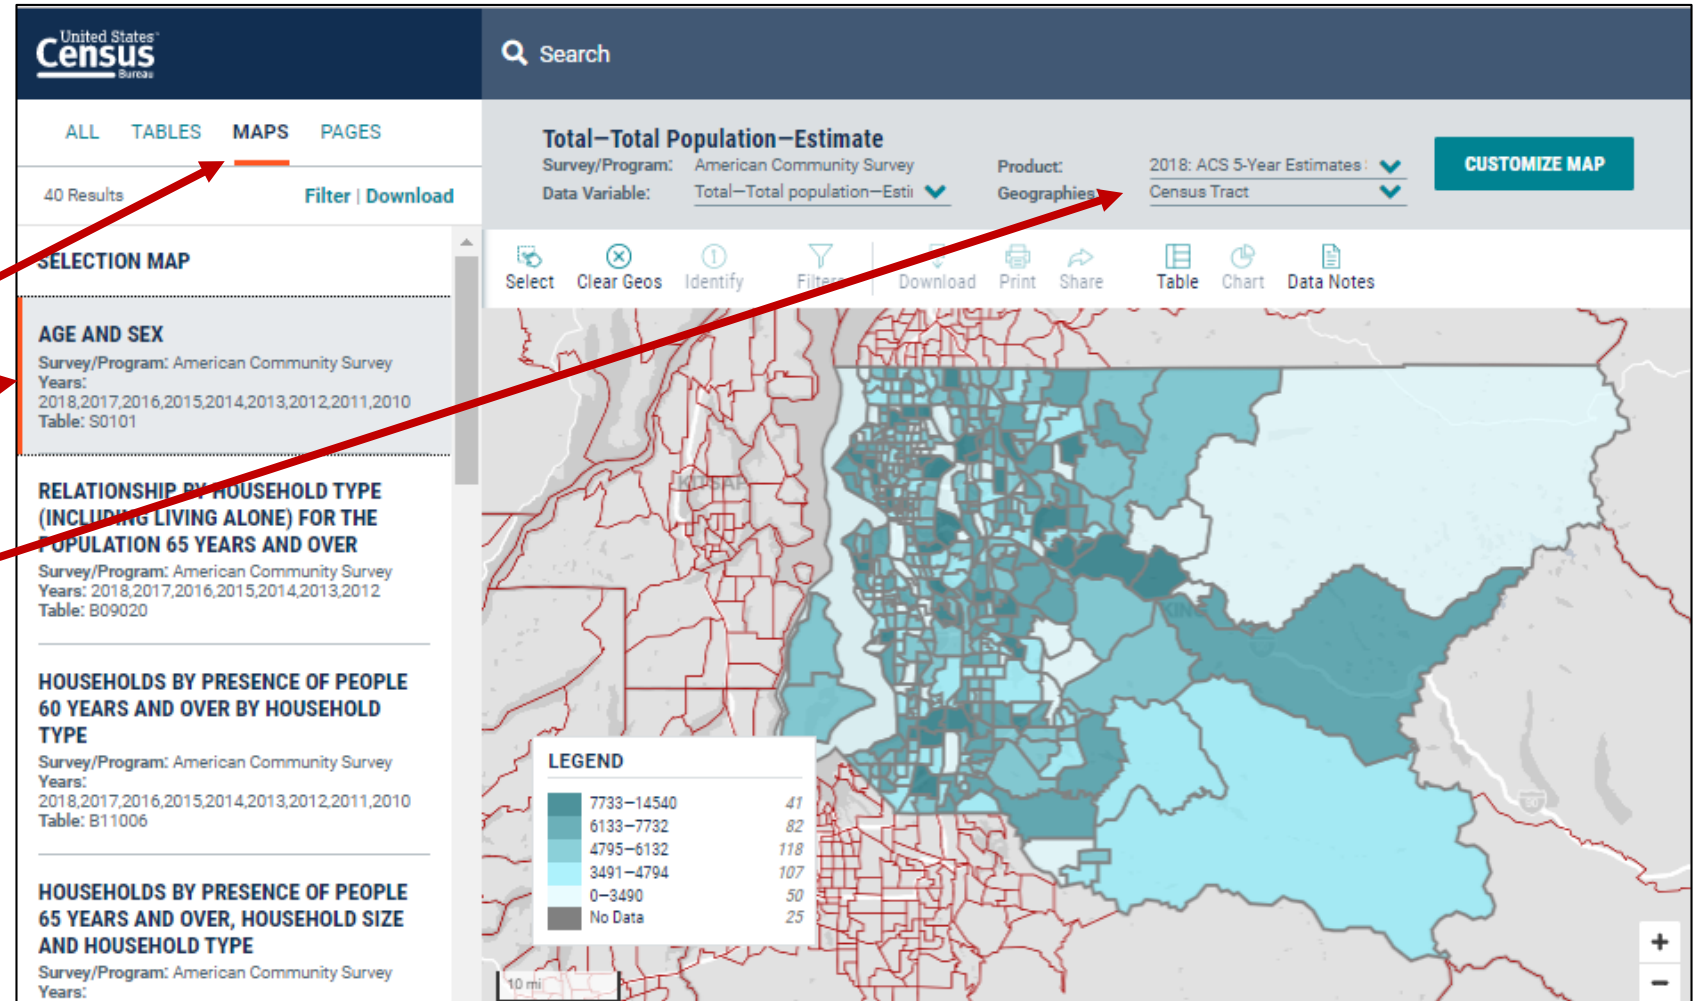 United States™
Census
Bureau
Search
ALL TABLES MAPS PAGES
40 Results Filter | Download
SELECTION MAP
AGE AND SEX
Survey/Program: American Community Survey
Years:
2018,2017,2016,2015,2014,2013,2012,2011,2010
Table: S0101
RELATIONSHIP BY HOUSEHOLD TYPE
(INCLUDING LIVING ALONE) FOR THE
POPULATION 65 YEARS AND OVER
Survey/Program: American Community Survey
Years: 2018,2017,2016,2015,2014,2013,2012
Table: B09020
HOUSEHOLDS BY PRESENCE OF PEOPLE
60 YEARS AND OVER BY HOUSEHOLD
TYPE
Survey/Program: American Community Survey
Years:
2018,2017,2016,2015,2014,2013,2012,2011,2010
Table: B11006
HOUSEHOLDS BY PRESENCE OF PEOPLE
65 YEARS AND OVER, HOUSEHOLD SIZE
AND HOUSEHOLD TYPE
Survey/Program: American Community Survey
Years:
Total—Total Population—Estimate
Survey/Program: American Community Survey
Data Variable: Total—Total population—Esti
Product: 2018: ACS 5-Year Estimates
Geographies Census Tract
CUSTOMIZE MAP
Select Clear Geos Identify Filters Download Print Share Table Chart Data Notes
KITSAP
KING
LEGEND
7733—14540 41
6133—7732 82
4795—6132 118
3491—4794 107
0—3490 50
No Data 25
10 mi
+
−